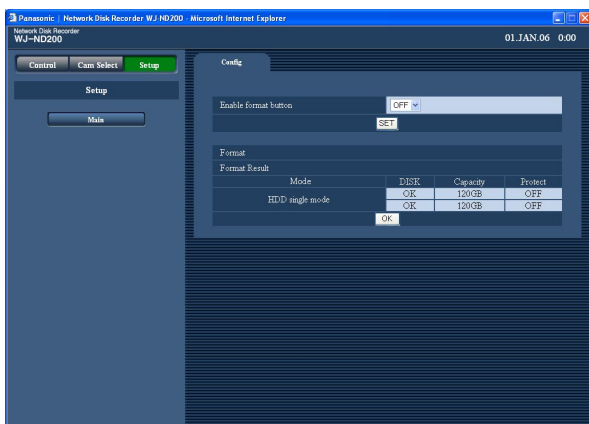 Panasonic | Network Disk Recorder WJ-ND200 - Microsoft Internet Explorer
Network Disk Recorder
WJ-ND200
01.JAN.06 0:00
Control Cam Select Setup
Config
Setup
Main
Enable format button OFF
SET
Format
Format Result
Mode DISK Capacity Protect
HDD single mode OK 120GB OFF
OK 120GB OFF
OK